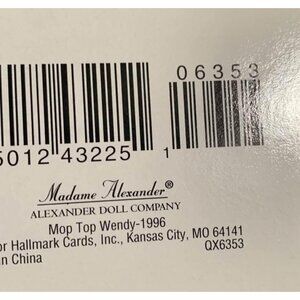 06353
5012 43225 1
Madame Alexander®
ALEXANDER DOLL COMPANY
Mop Top Wendy-1996
or Hallmark Cards, Inc., Kansas City, MO 64141
QX6353
n China